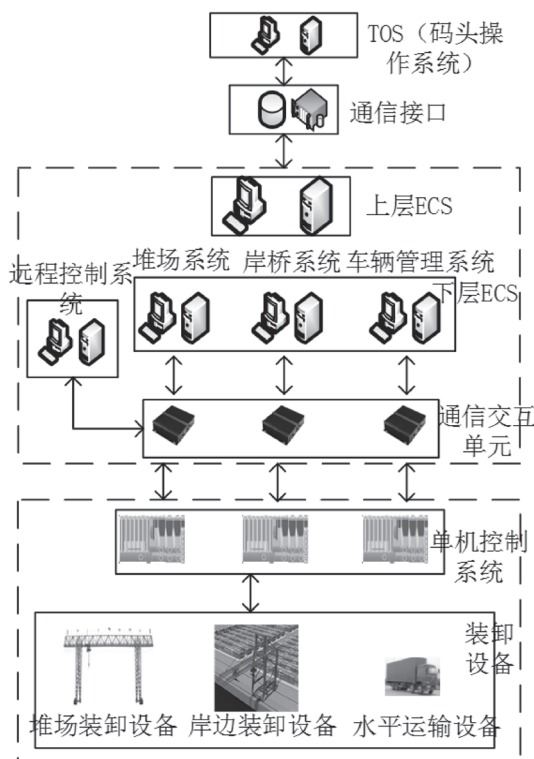 TOS（码头操
作系统）
通信接口
上层ECS
远程控制系
统
堆场系统
岸桥系统
车辆管理系统
下层ECS
通信交互
单元
单机控制
系统
装卸
设备
堆场装卸设备
岸边装卸设备
水平运输设备